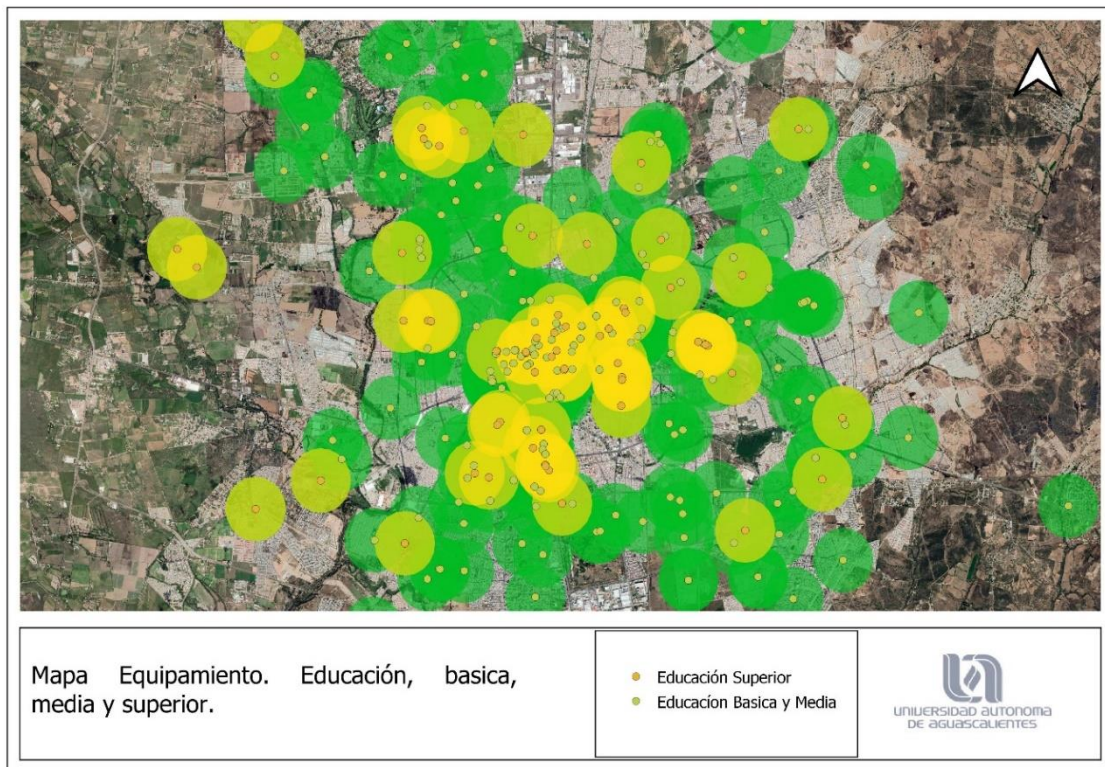 Mapa Equipamiento. Educación, basica,
media y superior.
Educación Superior
Educacíon Basica y Media
UNIVERSIDAD AUTONOMA
DE AGUASCALIENTES